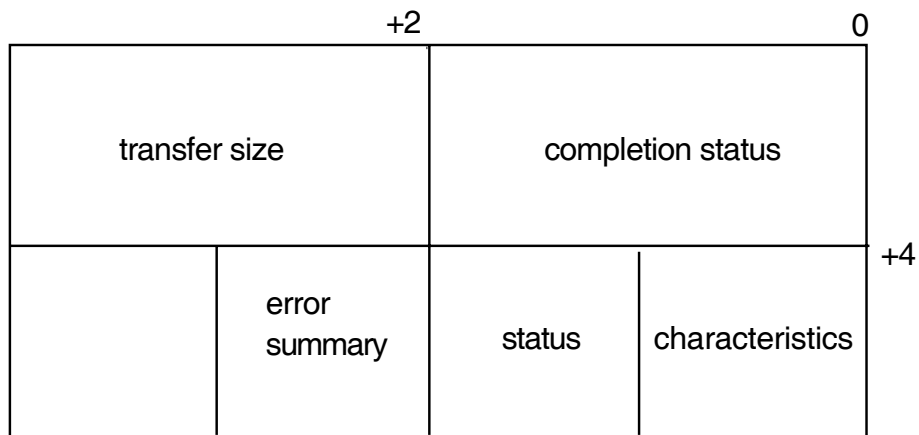 +2
0
transfer size
completion status
+4
error
summary
status
characteristics